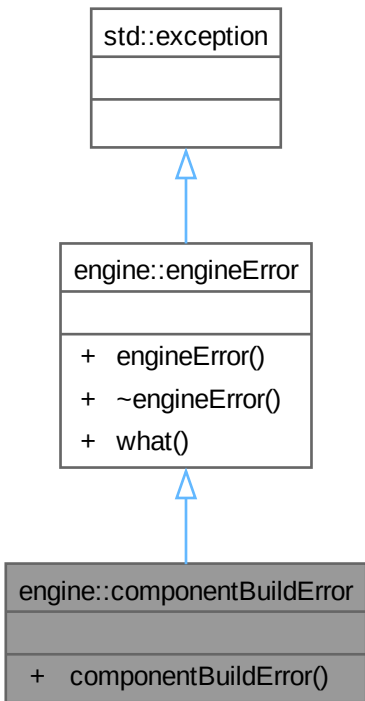 std::exception
engine::engineError
+ engineError()
+ ~engineError()
+ what()
engine::componentBuildError
+ componentBuildError()